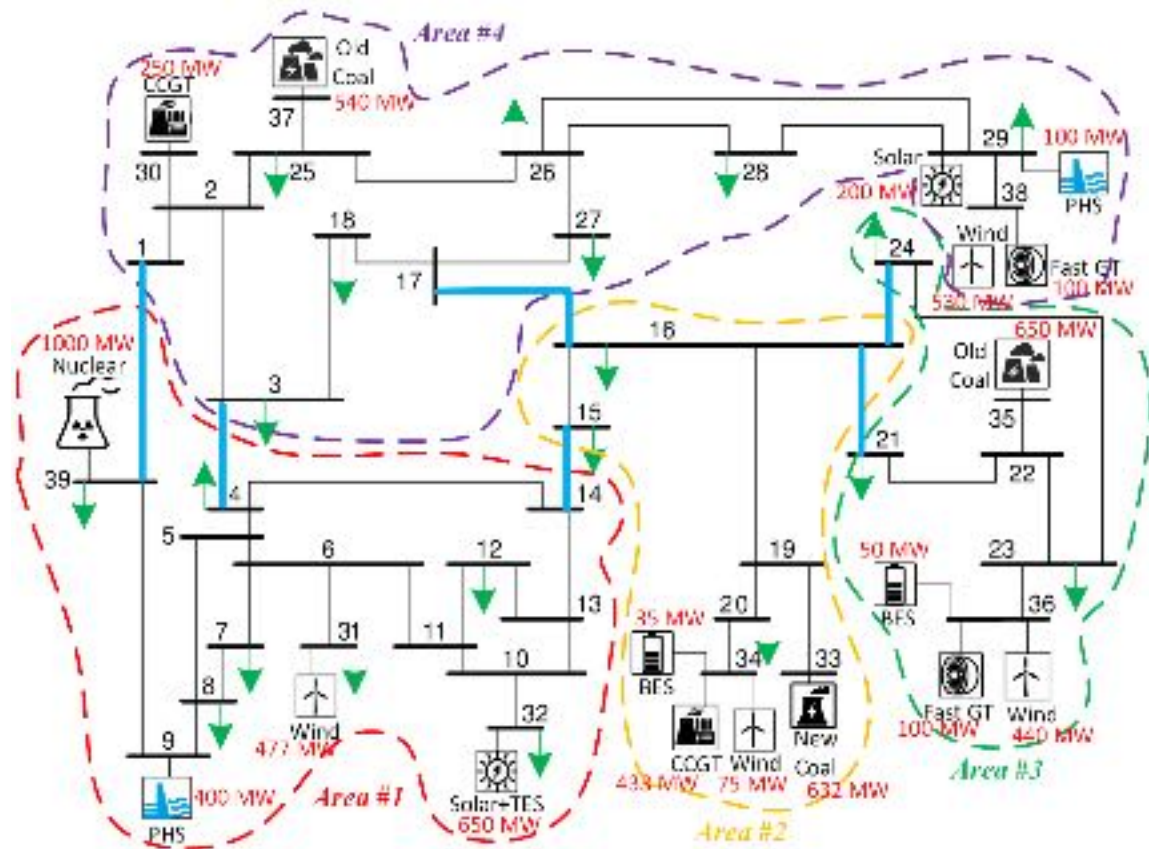 Area #4
Old
Coal
540 MW
37
250 MW
CCGT
30
2
25
26
28
29
100 MW
PHS
Solar
200 MW
38
Wind
530 MW
Fast GT
100 MW
1
18
17
27
24
16
650 MW
Old
Coal
35
1000 MW
Nuclear
39
3
15
21
22
4
14
5
6
12
19
23
50 MW
BES
36
7
31
11
13
10
20
35 MW
BES
34
33
8
Wind
477 MW
32
Fast GT
100 MW
Wind
440 MW
9
400 MW
PHS
Area #1
Solar+TES
650 MW
CCGT
Wind
75 MW
New
Coal
632 MW
Area #2
Area #3